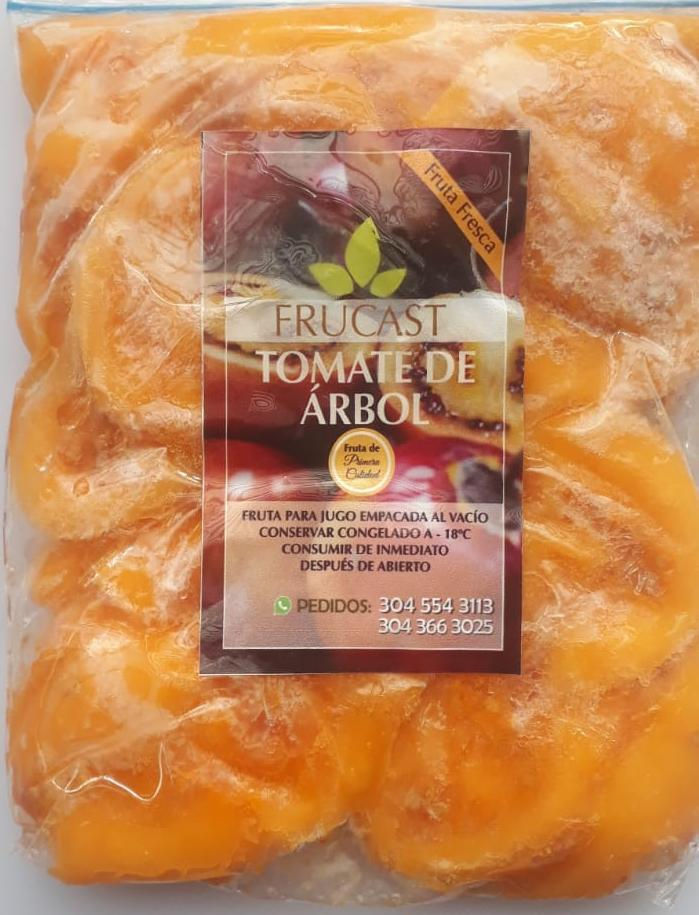 Fruta Fresca
FRUCAST
TOMATE DE
ÁRBOL
Fruta de
Primera
Calidad
FRUTA PARA JUGO EMPACADA AL VACÍO
CONSERVAR CONGELADO A - 18ºC
CONSUMIR DE INMEDIATO
DESPUÉS DE ABIERTO
PEDIDOS: 304 554 3113
304 366 3025